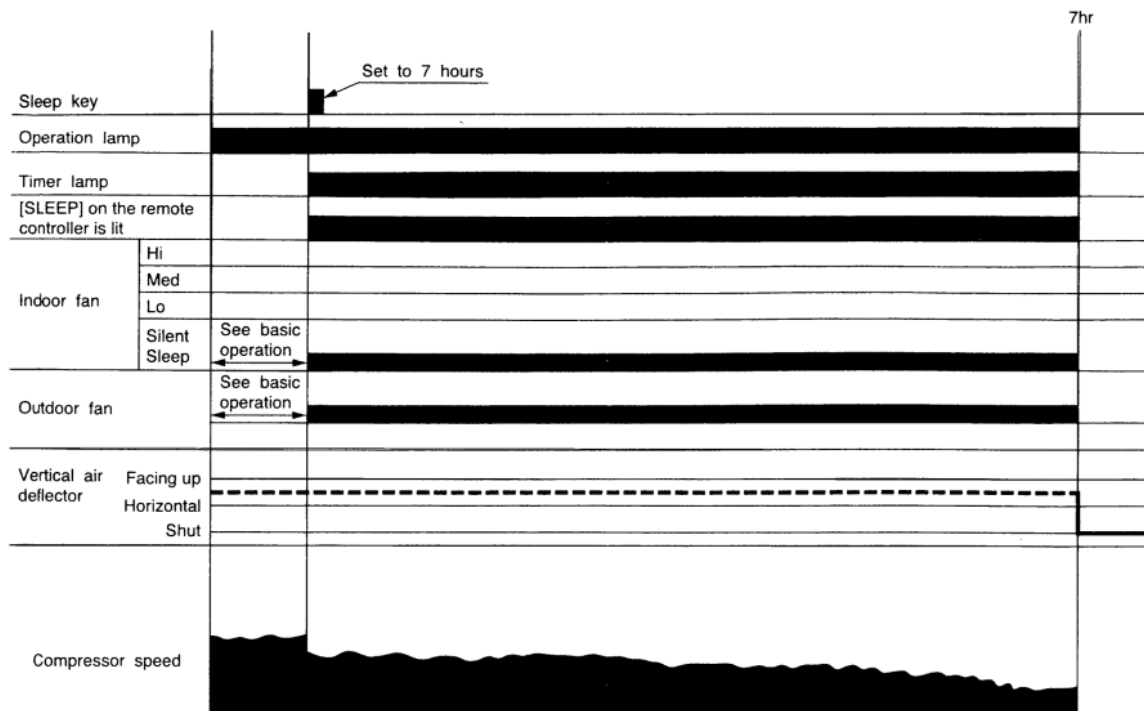 7hr
Set to 7 hours
Sleep key
Operation lamp
Timer lamp
[SLEEP] on the remote
controller is lit
Indoor fan
Hi
Med
Lo
Silent
Sleep
See basic
operation
Outdoor fan
See basic
operation
Vertical air
deflector
Facing up
Horizontal
Shut
Compressor speed